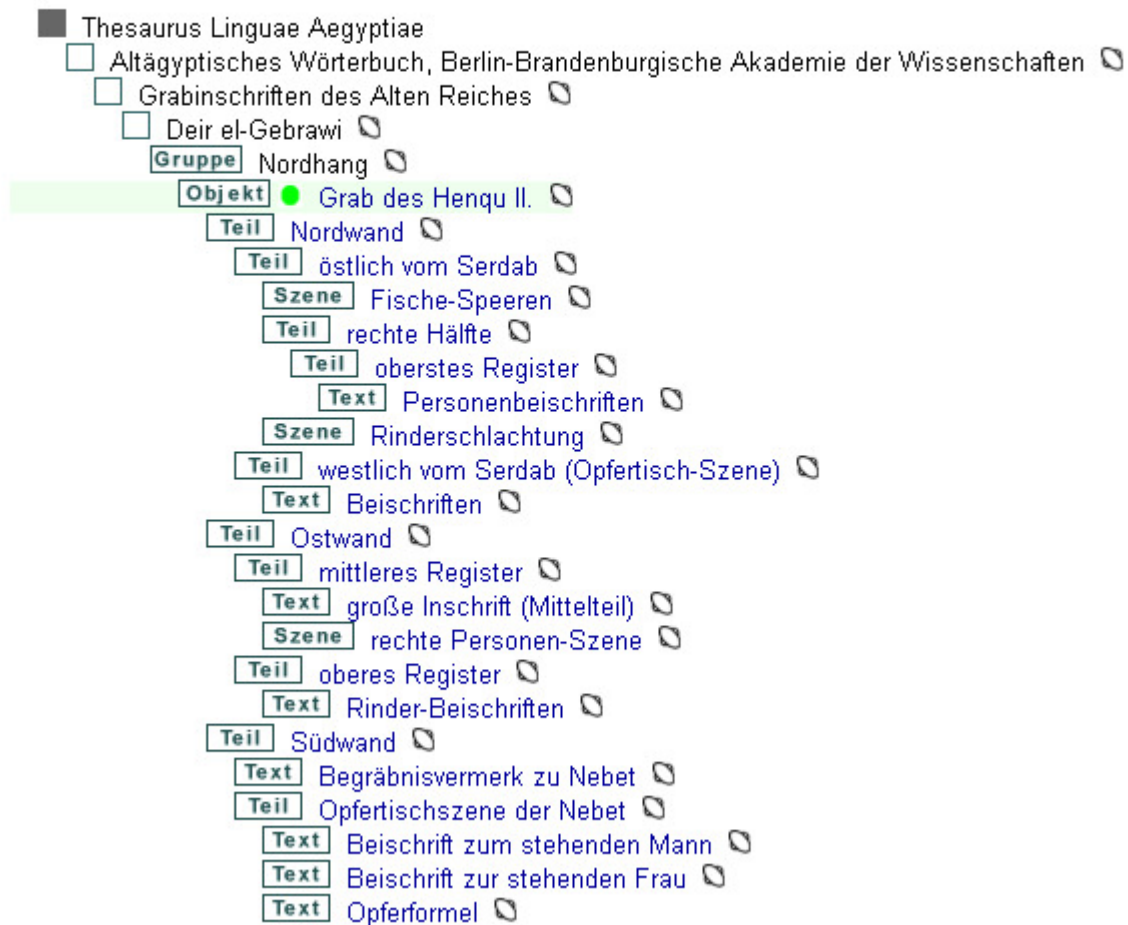 Thesaurus Linguae Aegyptiae
Altägyptisches Wörterbuch, Berlin-Brandenburgische Akademie der Wissenschaften
Grabinschriften des Alten Reiches
Deir el-Gebrawi
Gruppe Nordhang
Objekt Grab des Henqu II.
Teil Nordwand
Teil östlich vom Serdab
Szene Fische-Speeren
Teil rechte Hälfte
Teil oberstes Register
Text Personenbeischriften
Szene Rinderschlachtung
Teil westlich vom Serdab (Opfertisch-Szene)
Text Beischriften
Teil Ostwand
Teil mittleres Register
Text große Inschrift (Mittelteil)
Szene rechte Personen-Szene
Teil oberes Register
Text Rinder-Beischriften
Teil Südwand
Text Begräbnisvermerk zu Nebet
Teil Opfertischszene der Nebet
Text Beischrift zum stehenden Mann
Text Beischrift zur stehenden Frau
Text Opferformel